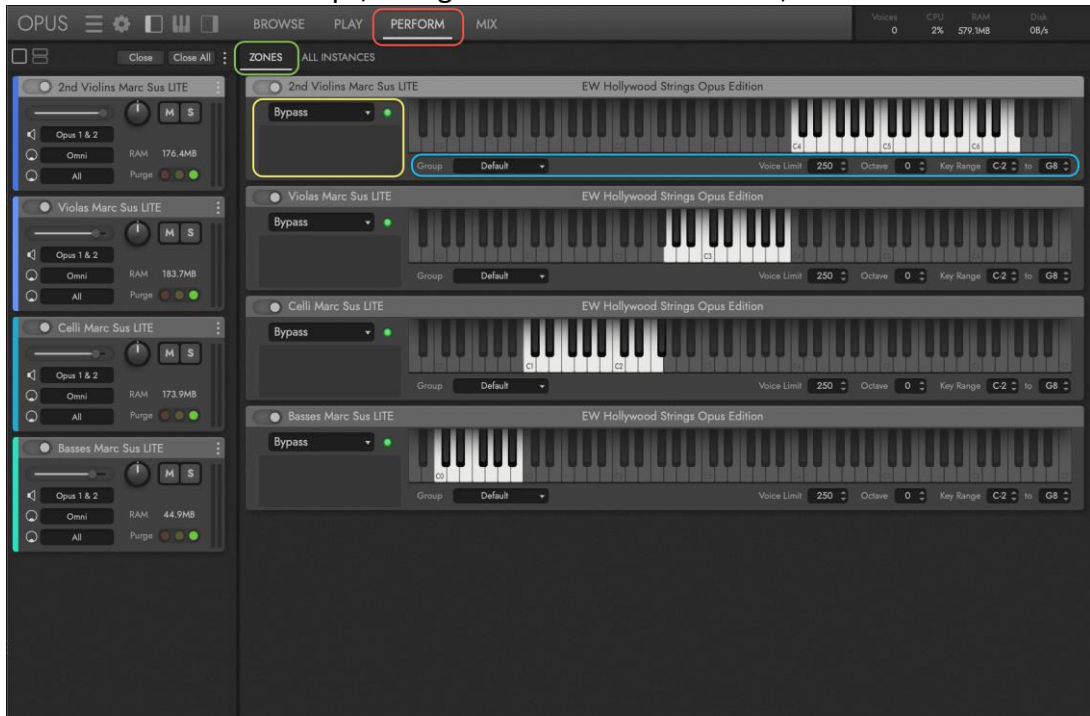 OPUS BROWSE PLAY PERFORM MIX Voices CPU RAM Disk
0 2% 579.1MB 0B/s
Close Close All ZONES ALL INSTANCES
2nd Violins Marc Sus LITE
M S
Opus 1 & 2
Omni RAM 176.4MB
All Purge
Violas Marc Sus LITE
M S
Opus 1 & 2
Omni RAM 183.7MB
All Purge
Celli Marc Sus LITE
M S
Opus 1 & 2
Omni RAM 173.9MB
All Purge
Basses Marc Sus LITE
M S
Opus 1 & 2
Omni RAM 44.9MB
All Purge
2nd Violins Marc Sus LITE EW Hollywood Strings Opus Edition
Bypass
C4 C5 C6
Group Default Voice Limit 250 Octave 0 Key Range C-2 to G8
Violas Marc Sus LITE EW Hollywood Strings Opus Edition
Bypass
C3
Group Default Voice Limit 250 Octave 0 Key Range C-2 to G8
Celli Marc Sus LITE EW Hollywood Strings Opus Edition
Bypass
C1 C2
Group Default Voice Limit 250 Octave 0 Key Range C-2 to G8
Basses Marc Sus LITE EW Hollywood Strings Opus Edition
Bypass
C0
Group Default Voice Limit 250 Octave 0 Key Range C-2 to G8